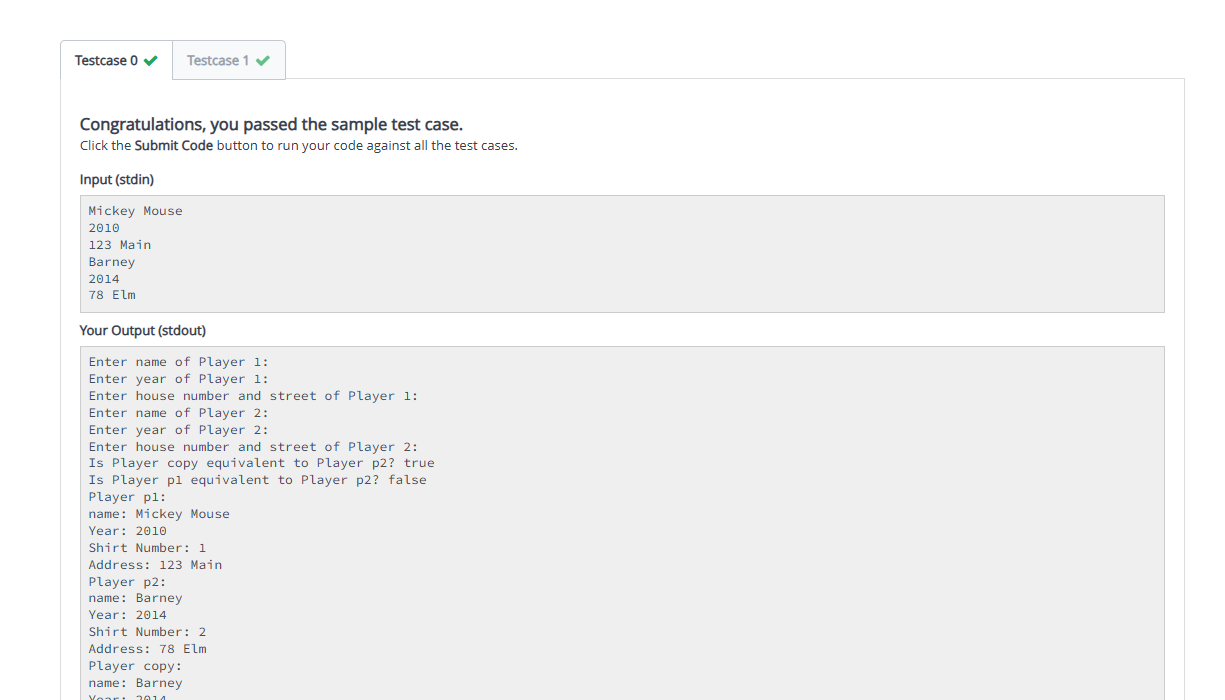 Testcase 0
Testcase 1
Congratulations, you passed the sample test case.
Click the Submit Code button to run your code against all the test cases.
Input (stdin)
Mickey Mouse
2010
123 Main
Barney
2014
78 Elm
Your Output (stdout)
Enter name of Player 1:
Enter year of Player 1:
Enter house number and street of Player 1:
Enter name of Player 2:
Enter year of Player 2:
Enter house number and street of Player 2:
Is Player copy equivalent to Player p2? true
Is Player p1 equivalent to Player p2? false
Player p1:
name: Mickey Mouse
Year: 2010
Shirt Number: 1
Address: 123 Main
Player p2:
name: Barney
Year: 2014
Shirt Number: 2
Address: 78 Elm
Player copy:
name: Barney
Year: 2014